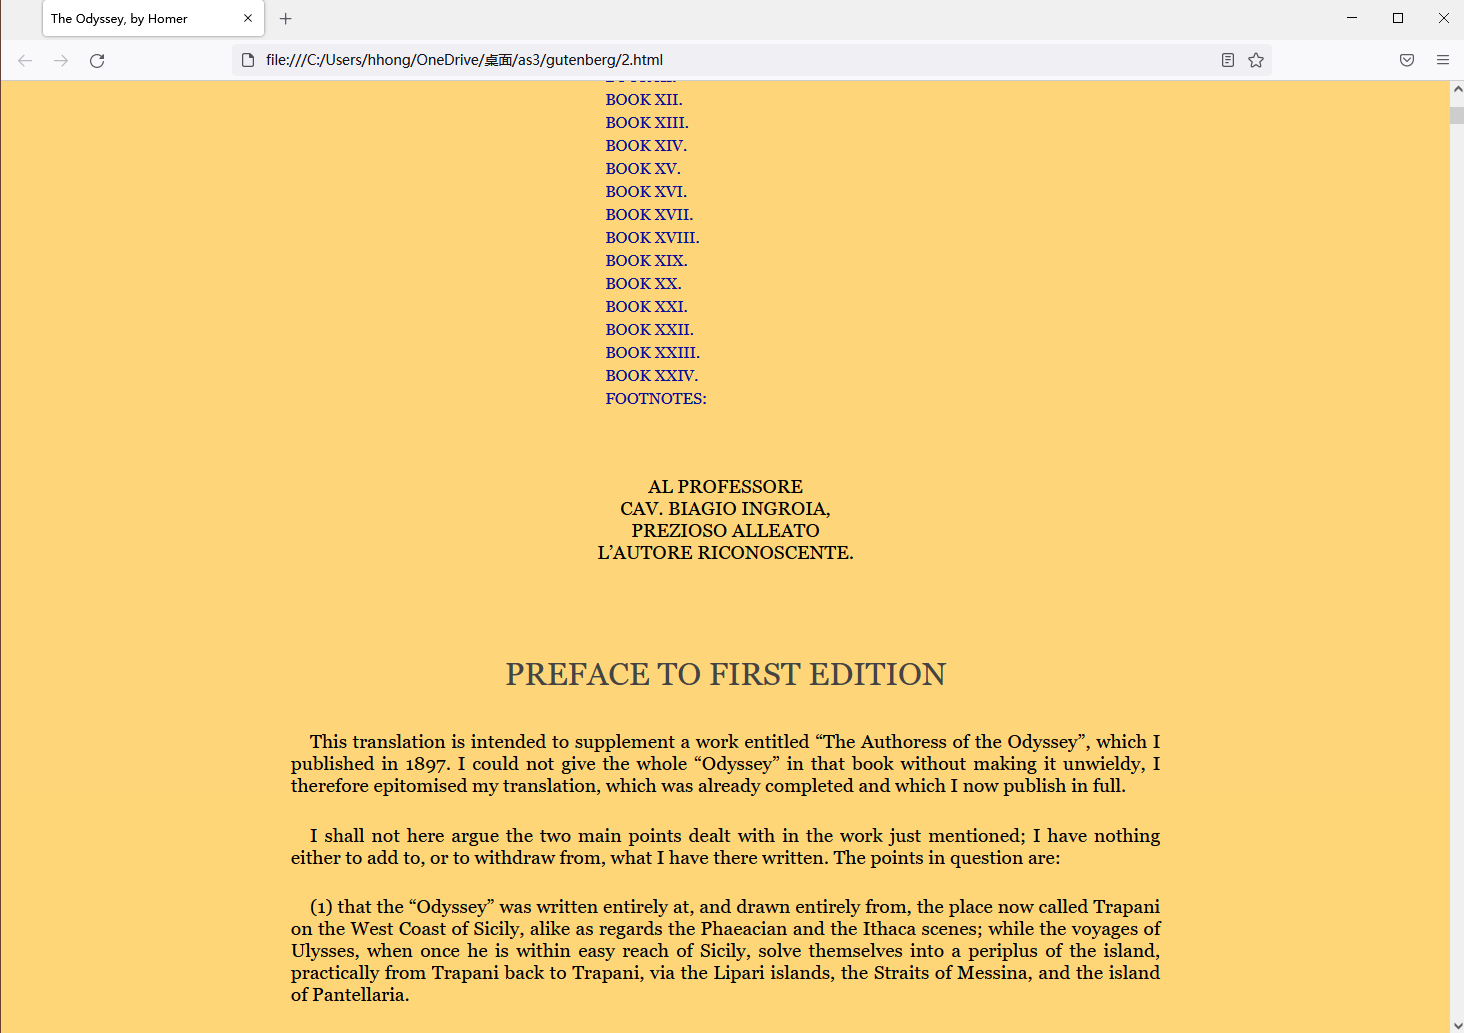 The Odyssey, by Homer
file:///C:/Users/hhong/OneDrive/桌面/as3/gutenberg/2.html
BOOK XII.
BOOK XIII.
BOOK XIV.
BOOK XV.
BOOK XVI.
BOOK XVII.
BOOK XVIII.
BOOK XIX.
BOOK XX.
BOOK XXI.
BOOK XXII.
BOOK XXIII.
BOOK XXIV.
FOOTNOTES:
AL PROFESSORE
CAV. BIAGIO INGROIA,
PREZIOSO ALLEATO
L’AUTORE RICONOSCENTE.
PREFACE TO FIRST EDITION
This translation is intended to supplement a work entitled “The Authoress of the Odyssey”, which I
published in 1897. I could not give the whole “Odyssey” in that book without making it unwieldy, I
therefore epitomised my translation, which was already completed and which I now publish in full.
I shall not here argue the two main points dealt with in the work just mentioned; I have nothing
either to add to, or to withdraw from, what I have there written. The points in question are:
(1) that the “Odyssey” was written entirely at, and drawn entirely from, the place now called Trapani
on the West Coast of Sicily, alike as regards the Phaeacian and the Ithaca scenes; while the voyages of
Ulysses, when once he is within easy reach of Sicily, solve themselves into a periplus of the island,
practically from Trapani back to Trapani, via the Lipari islands, the Straits of Messina, and the island
of Pantellaria.